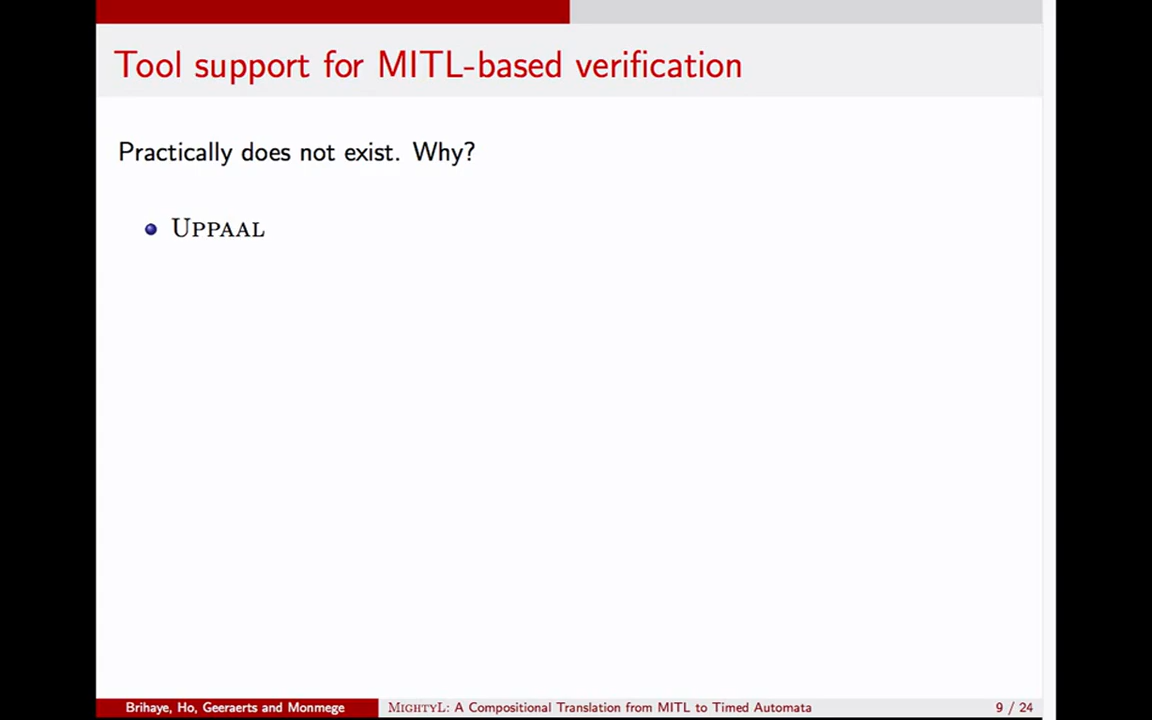 Tool support for MITL-based verification
Practically does not exist. Why?
UPPAAL
Brihaye, Ho, Geeraerts and Monmege
MIGHTYL: A Compositional Translation from MITL to Timed Automata
9 / 24